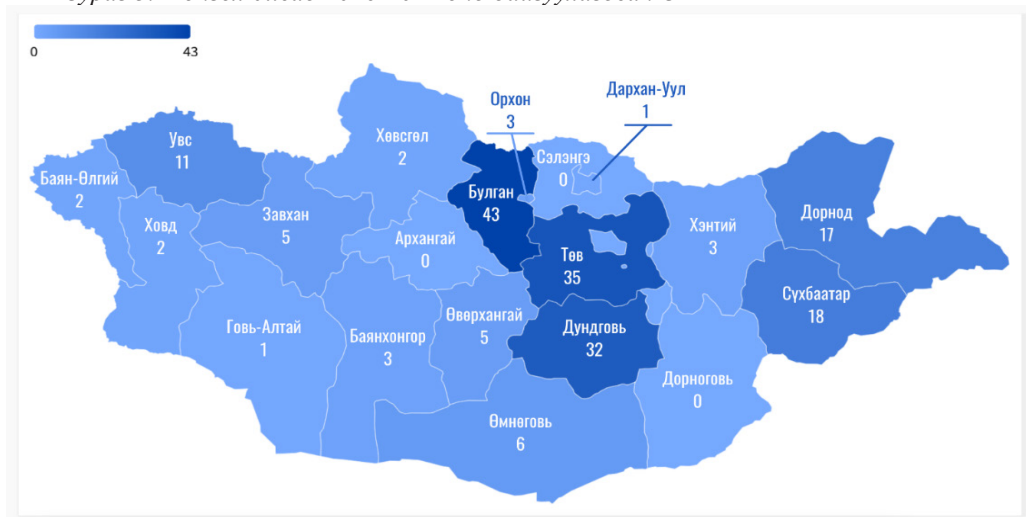 0
43
Орхон
3
Дархан-Уул
1
Увс
11
Хөвсгөл
2
Сэлэнгэ
0
Баян-Өлгий
2
Булган
43
Завхан
5
Ховд
2
Архангай
0
Төв
35
Хэнтий
3
Дорнод
17
Сүхбаатар
18
Говь-Алтай
1
Баянхонгор
3
Өвөрхангай
5
Дундговь
32
Дорноговь
0
Өмнөговь
6